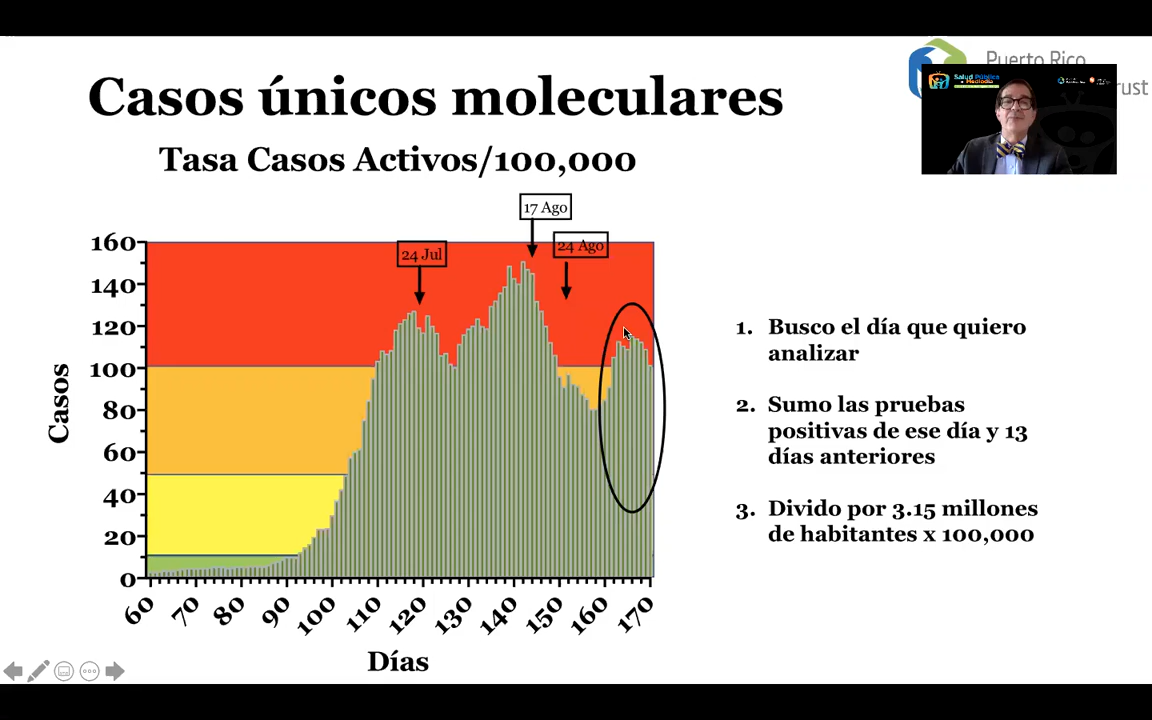 Casos únicos moleculares
Puerto Rico
rust
Salud Pública
Mediodía
Tasa Casos Activos/100,000
17 Ago
24 Jul
24 Ago
160
140
120
100
80
60
40
20
0
Casos
60 70 80 90 100 110 120 130 140 150 160 170
Días
1. Busco el día que quiero
analizar
2. Sumo las pruebas
positivas de ese día y 13
días anteriores
3. Divido por 3.15 millones
de habitantes x 100,000